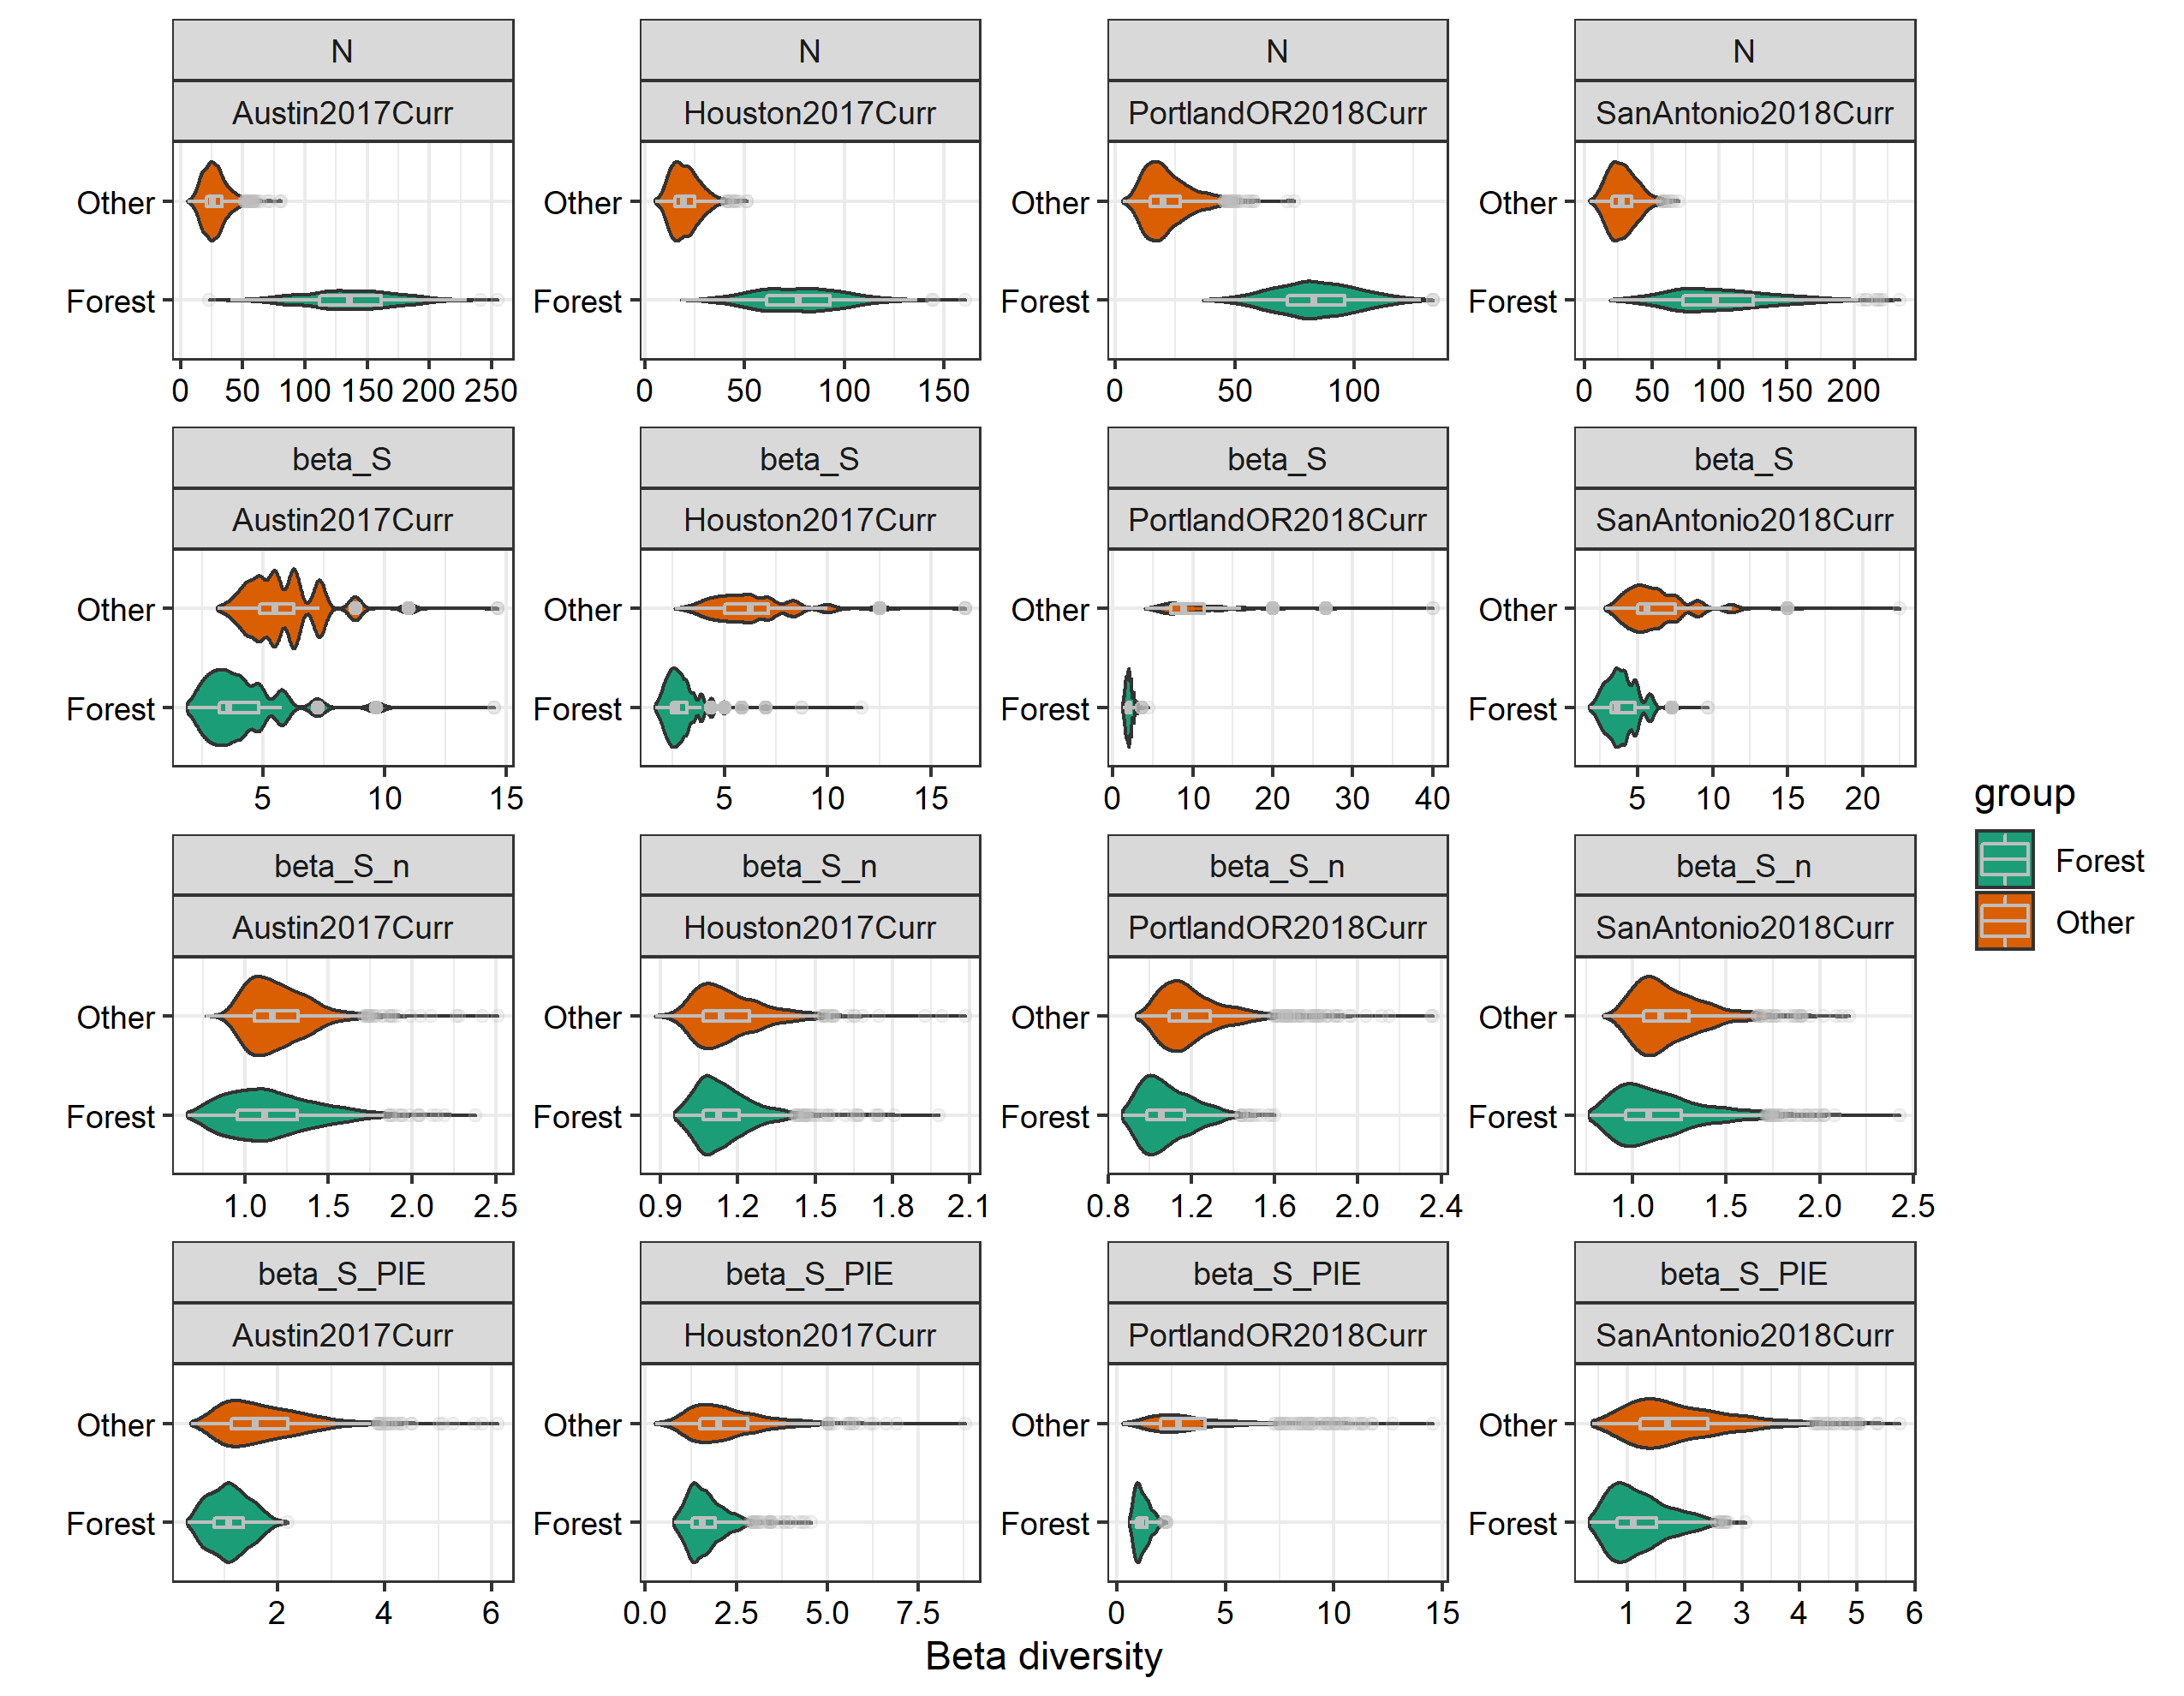 N N N N
Austin2017Curr Houston2017Curr PortlandOR2018Curr SanAntonio2018Curr
Other Other Other Other
Forest Forest Forest Forest
0 50 100 150 200 250 0 50 100 150 0 50 100 0 50 100 150 200
beta_S beta_S beta_S beta_S
Austin2017Curr Houston2017Curr PortlandOR2018Curr SanAntonio2018Curr
Other Other Other Other
Forest Forest Forest Forest
5 10 15 5 10 15 0 10 20 30 40 5 10 15 20
group
Forest
Other
beta_S_n beta_S_n beta_S_n beta_S_n
Austin2017Curr Houston2017Curr PortlandOR2018Curr SanAntonio2018Curr
Other Other Other Other
Forest Forest Forest Forest
1.0 1.5 2.0 2.5 0.9 1.2 1.5 1.8 2.1 0.8 1.2 1.6 2.0 2.4 1.0 1.5 2.0 2.5
beta_S_PIE beta_S_PIE beta_S_PIE beta_S_PIE
Austin2017Curr Houston2017Curr PortlandOR2018Curr SanAntonio2018Curr
Other Other Other Other
Forest Forest Forest Forest
2 4 6 0.0 2.5 5.0 7.5 0 5 10 15 1 2 3 4 5 6
Beta diversity